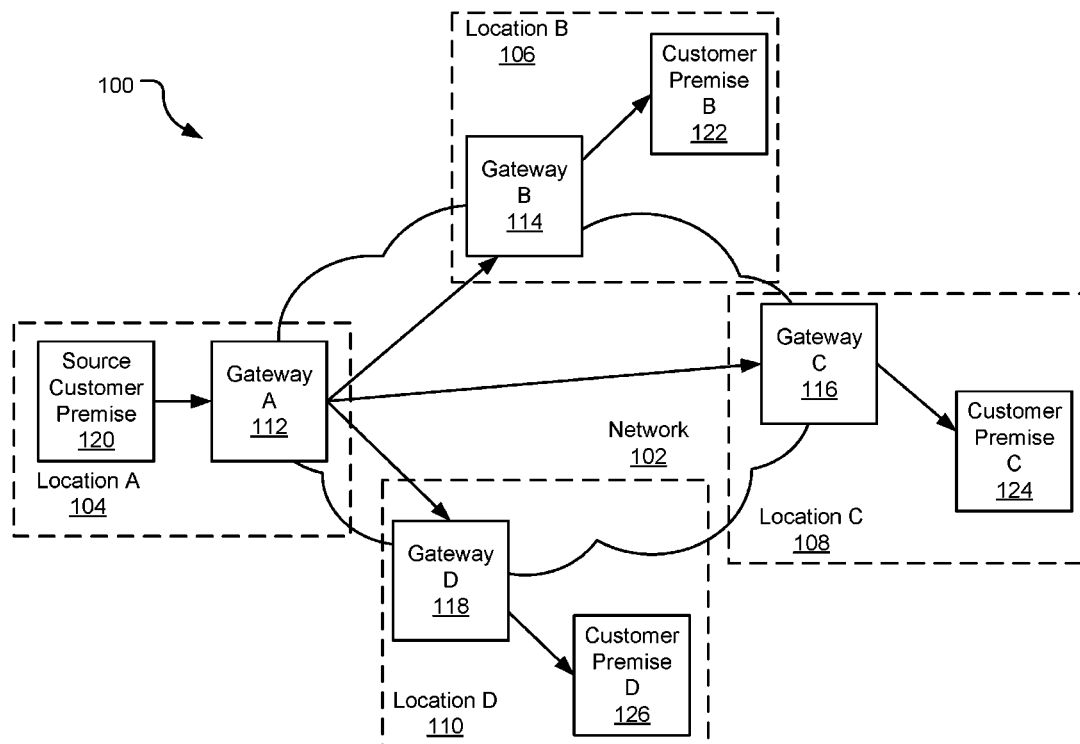 100
Location B
106
Customer
Premise
B
122
Gateway
B
114
Source
Customer
Premise
120
Gateway
A
112
Location A
104
Gateway
C
116
Customer
Premise
C
124
Location C
108
Network
102
Gateway
D
118
Customer
Premise
D
126
Location D
110